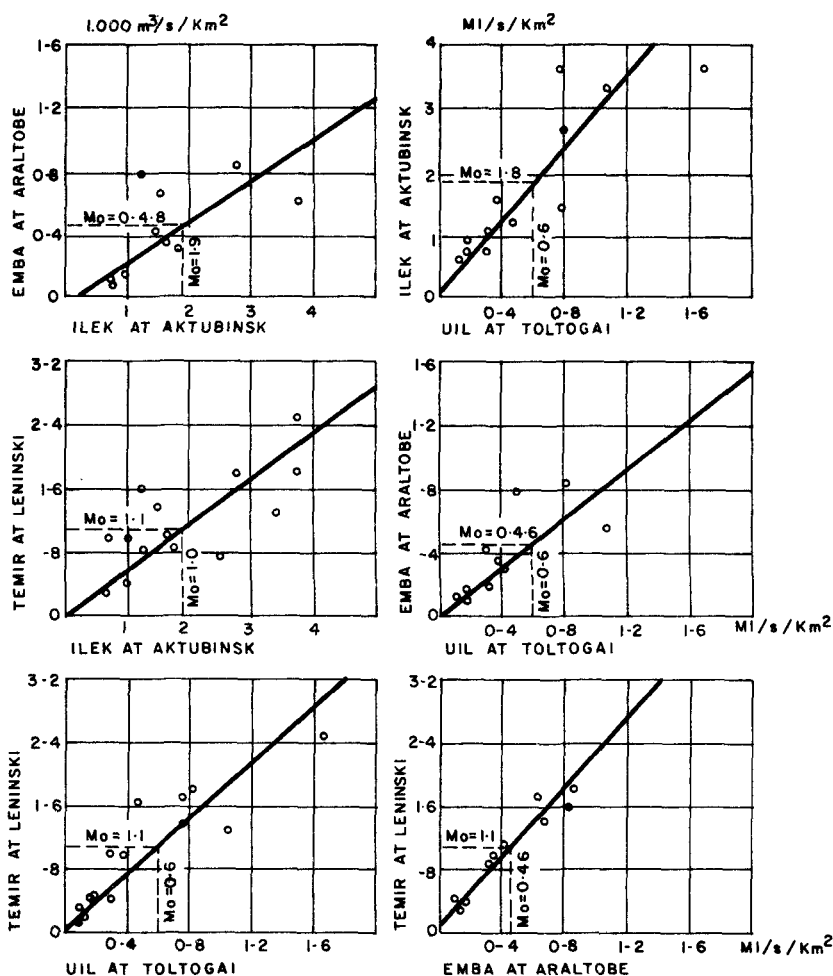 1.000 m³/s/Km²
1·6
1·2
0·8
0·4
0
EMBA AT ARALTOBE
Mo=0·4·8
Mo=1·9
1 2 3 4
ILEK AT AKTUBINSK
M1/s/Km²
4
3
2
1
0
ILEK AT AKTUBINSK
Mo=1·8
Mo=0·6
0·4 0·8 1·2 1·6
UIL AT TOLTOGAI
3·2
2·4
1·6
·8
0
TEMIR AT LENINSKI
Mo=1·1
Mo=1·0
1 2 3 4
ILEK AT AKTUBINSK
1·6
1·2
·8
·4
0
EMBA AT ARALTOBE
Mo=0·4·6
Mo=0·6
0·4 0·8 1·2 1·6 M1/s/Km²
UIL AT TOLTOGAI
3·2
2·4
1·6
·8
0
TEMIR AT LENINSKI
Mo=1·1
Mo=0·6
0·4 0·8 1·2 1·6
UIL AT TOLTOGAI
3·2
2·4
1·6
·8
0
TEMIR AT LENINSKI
Mo=1·1
Mo=0·4·6
0·4 0·8 1·2 M1/s/Km²
EMBA AT ARALTOBE